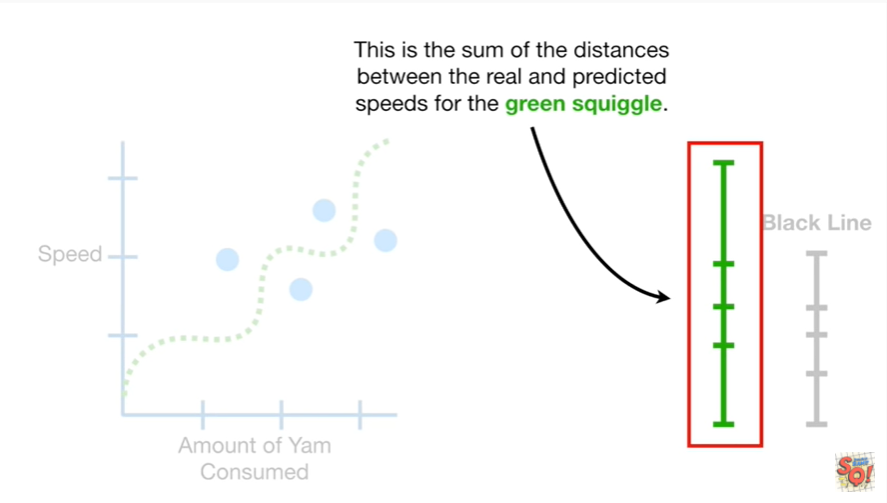 This is the sum of the distances
between the real and predicted
speeds for the green squiggle.
Black Line
Speed
Amount of Yam
Consumed
SQ!